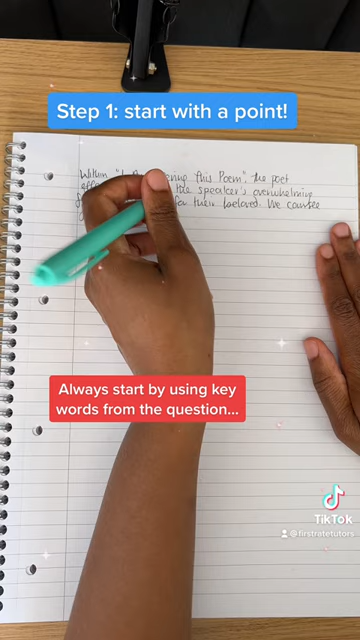 Step 1: start with a point!
Within this Poem", the poet
the speaker's overwhelming
for their beloved. We can see
Always start by using key
words from the question...
TikTok
@firstratetutors